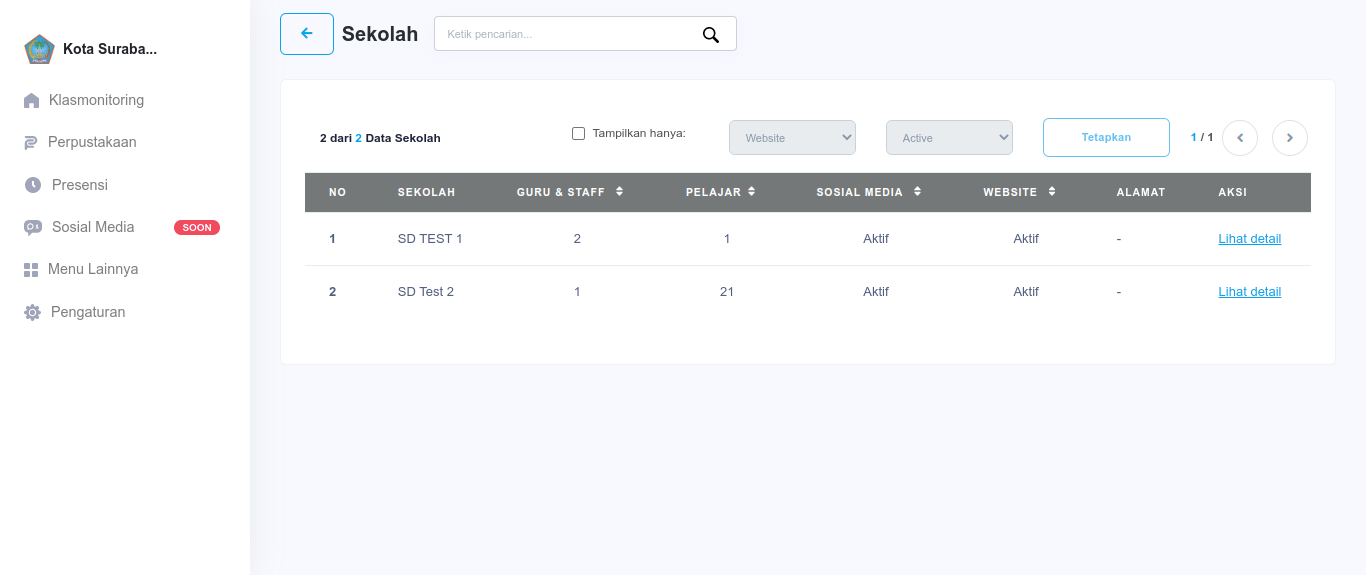 Kota Suraba...
Klasmonitoring
Perpustakaan
Presensi
Sosial Media SOON
Menu Lainnya
Pengaturan
Sekolah Ketik pencarian...
2 dari 2 Data Sekolah Tampilkan hanya: Website Active Tetapkan 1 / 1
NO SEKOLAH GURU & STAFF PELAJAR SOSIAL MEDIA WEBSITE ALAMAT AKSI
1 SD TEST 1 2 1 Aktif Aktif - Lihat detail
2 SD Test 2 1 21 Aktif Aktif - Lihat detail